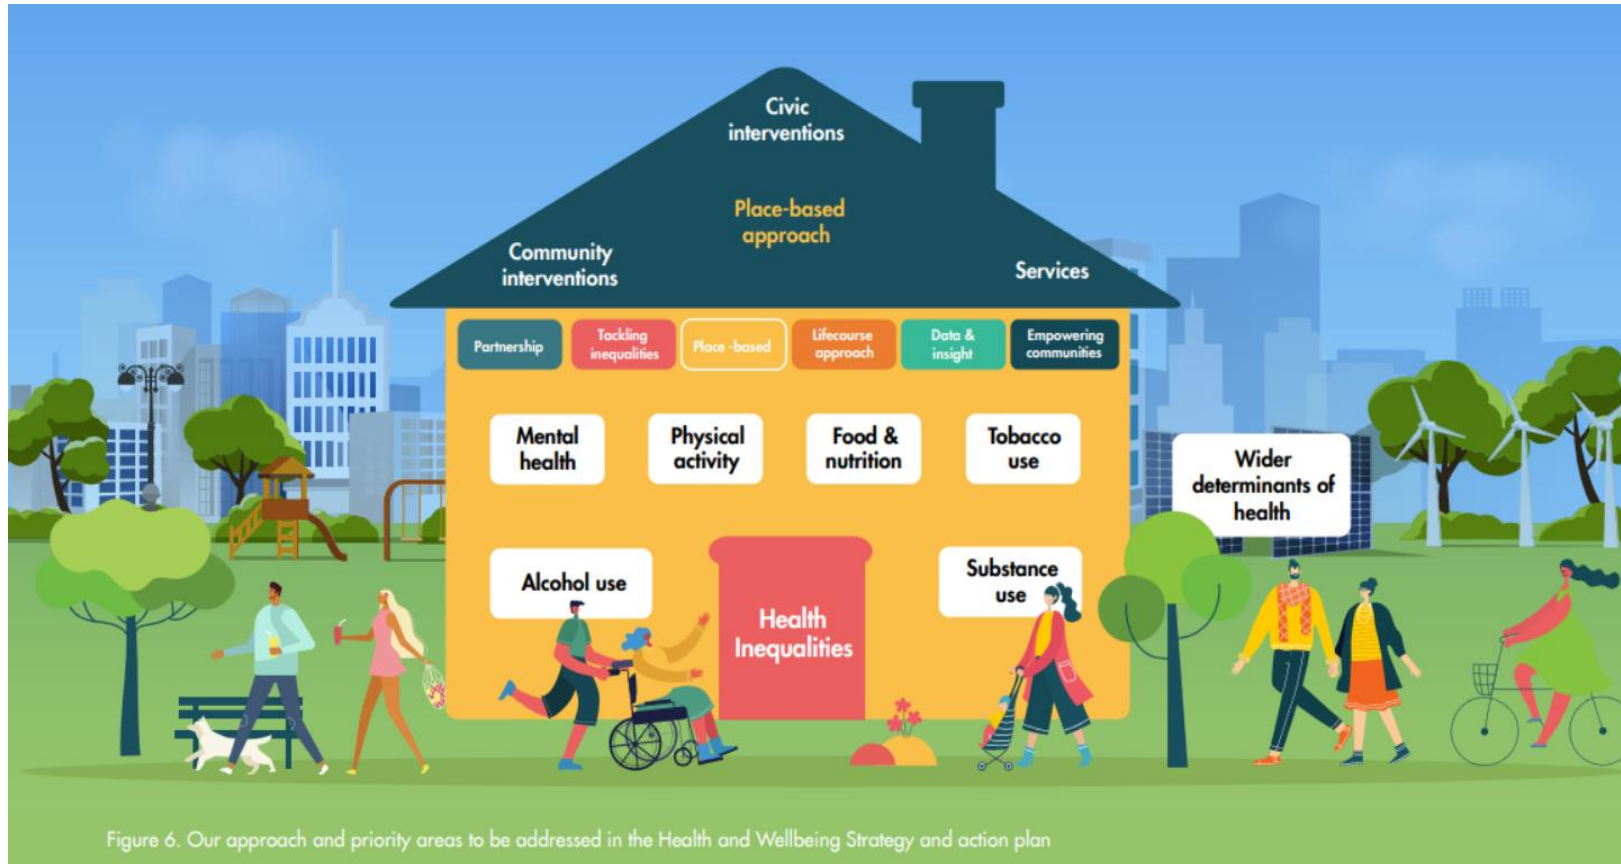 Civic
interventions
Place-based
approach
Community
interventions
Services
Partnership
Tackling
inequalities
Place -based
Lifecourse
approach
Data &
insight
Empowering
communities
Mental
health
Physical
activity
Food &
nutrition
Tobacco
use
Wider
determinants of
health
Alcohol use
Substance
use
Health
Inequalities
Figure 6. Our approach and priority areas to be addressed in the Health and Wellbeing Strategy and action plan